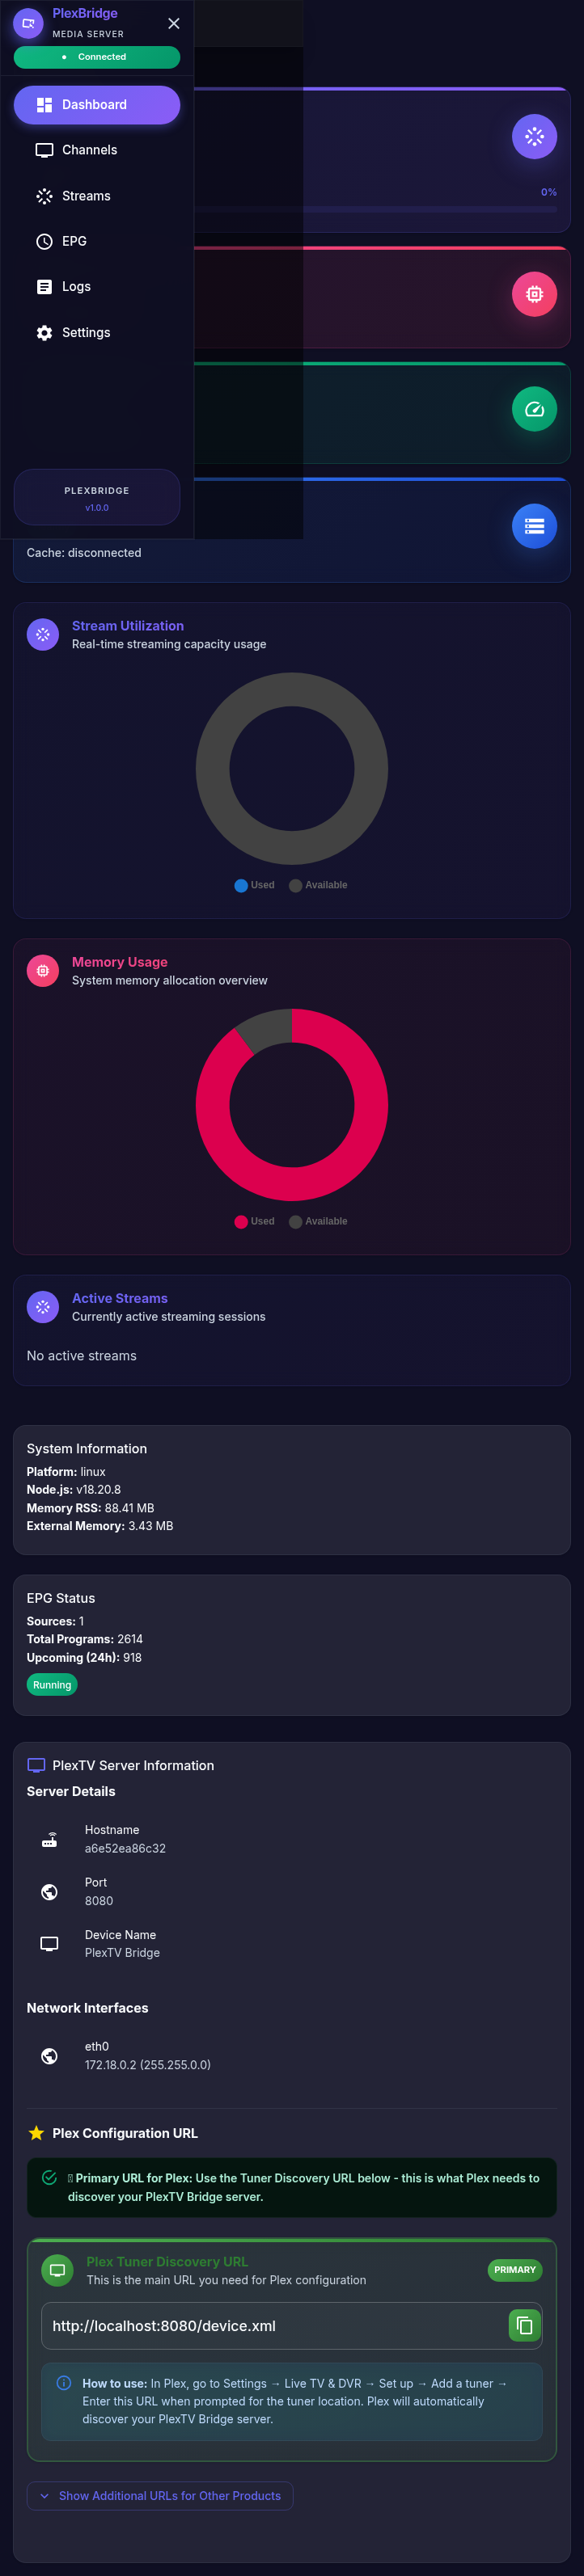 PlexBridge
MEDIA SERVER
Connected
Dashboard
Channels
Streams
EPG
Logs
Settings
PLEXBRIDGE
v1.0.0
0%
Cache: disconnected
Stream Utilization
Real-time streaming capacity usage
Used Available
Memory Usage
System memory allocation overview
Used Available
Active Streams
Currently active streaming sessions
No active streams
System Information
Platform: linux
Node.js: v18.20.8
Memory RSS: 88.41 MB
External Memory: 3.43 MB
EPG Status
Sources: 1
Total Programs: 2614
Upcoming (24h): 918
Running
PlexTV Server Information
Server Details
Hostname
a6e52ea86c32
Port
8080
Device Name
PlexTV Bridge
Network Interfaces
eth0
172.18.0.2 (255.255.0.0)
Plex Configuration URL
Primary URL for Plex: Use the Tuner Discovery URL below - this is what Plex needs to
discover your PlexTV Bridge server.
Plex Tuner Discovery URL
This is the main URL you need for Plex configuration
PRIMARY
http://localhost:8080/device.xml
How to use: In Plex, go to Settings → Live TV & DVR → Set up → Add a tuner →
Enter this URL when prompted for the tuner location. Plex will automatically
discover your PlexTV Bridge server.
Show Additional URLs for Other Products